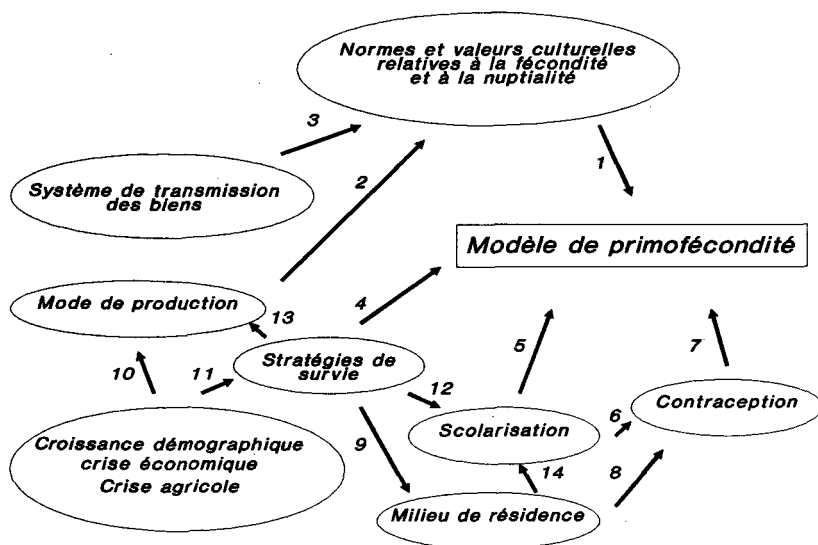 Normes et valeurs culturelles
relatives à la fécondité
et à la nuptialité
3
1
2
Système de transmission
des biens
Modèle de primofécondité
Mode de production
13
4
5
7
Stratégies de
survie
10
11
12
Contraception
6
Scolarisation
Croissance démographique
crise économique
Crise agricole
9
14
8
Milieu de résidence